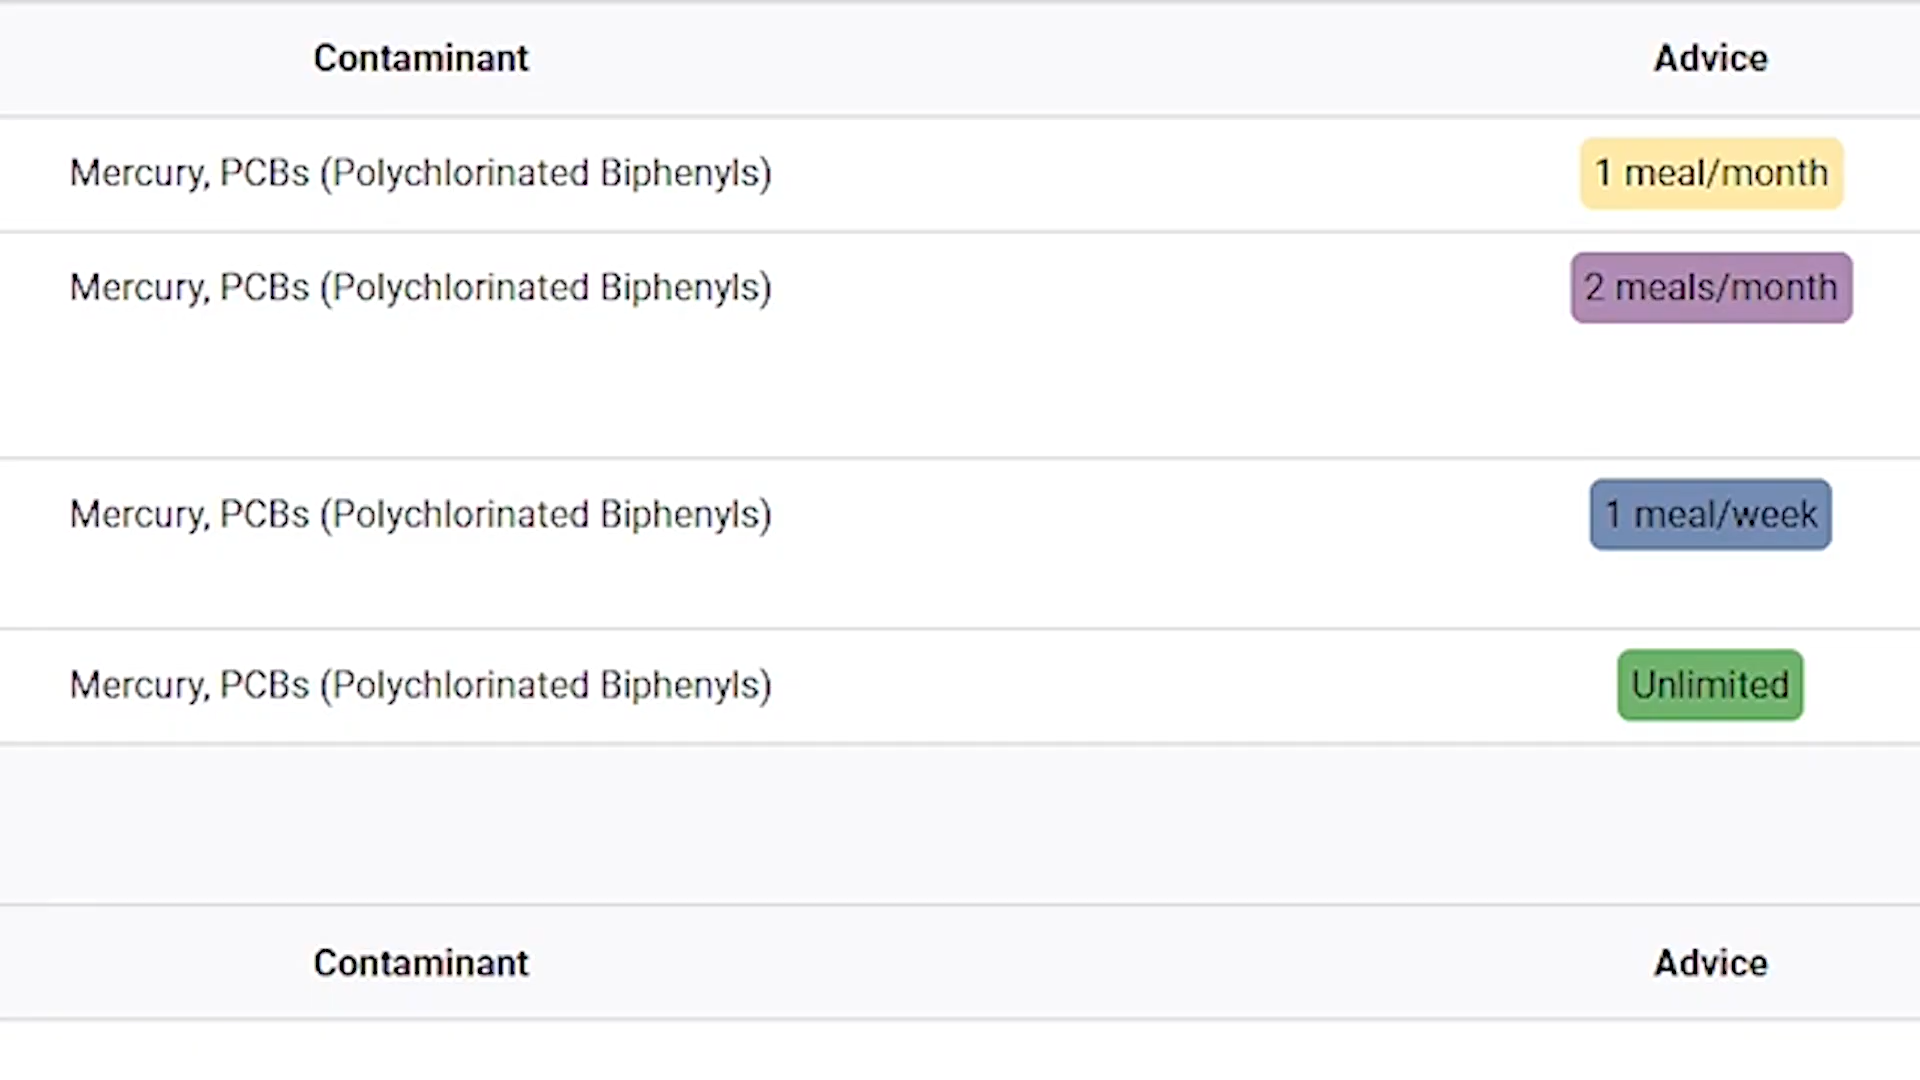 Contaminant Advice
Mercury, PCBs (Polychlorinated Biphenyls) 1 meal/month
Mercury, PCBs (Polychlorinated Biphenyls) 2 meals/month
Mercury, PCBs (Polychlorinated Biphenyls) 1 meal/week
Mercury, PCBs (Polychlorinated Biphenyls) Unlimited
Contaminant Advice